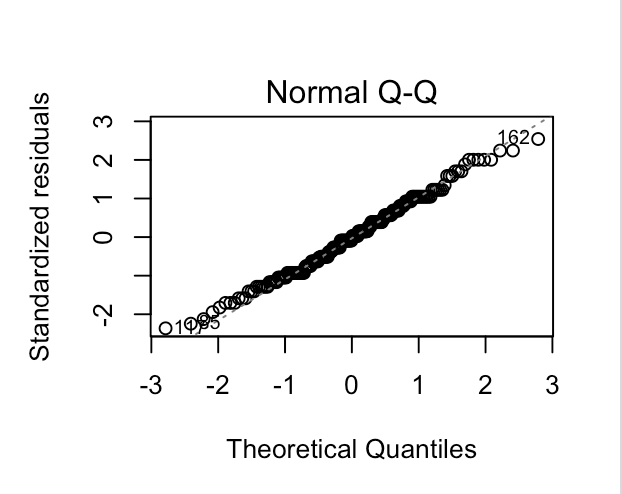 Normal Q-Q
Standardized residuals
3
2
1
0
-2
162
-3 -2 -1 0 1 2 3
Theoretical Quantiles